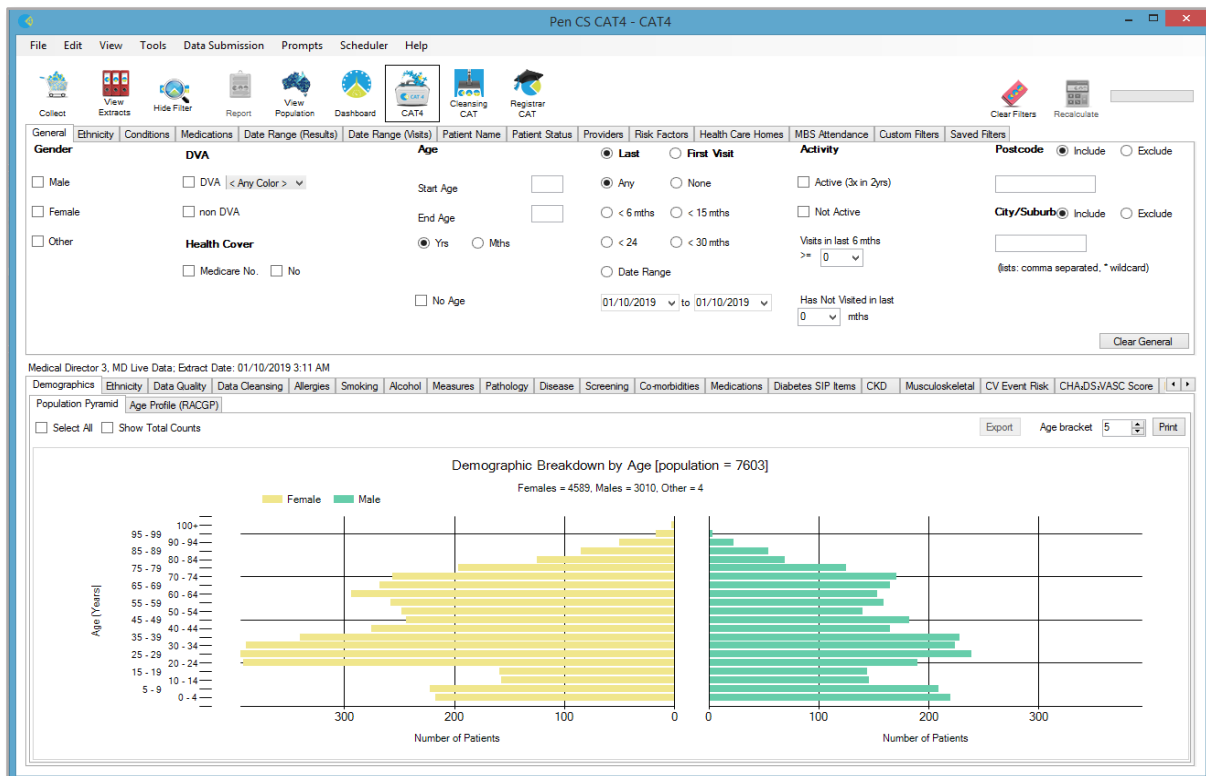 Pen CS CAT4 - CAT4
File Edit View Tools Data Submission Prompts Scheduler Help
Collect View Extracts Hide Filter Report View Population Dashboard CAT4 Cleansing CAT Registrar CAT Clear Filters Recalculate
General Ethnicity Conditions Medications Date Range (Results) Date Range (Visits) Patient Name Patient Status Providers Risk Factors Health Care Homes MBS Attendance Custom Filters Saved Filters
Gender DVA Age Last First Visit Activity Postcode Include Exclude
Male DVA < Any Color > Start Age Any None Active (3x in 2yrs)
Female non DVA End Age < 6 mths < 15 mths Not Active City/Suburb Include Exclude
Other Health Cover Yrs Mths < 24 < 30 mths Visits in last 6 mths
>= 0
Medicare No. No Date Range (lists: comma separated, * wildcard)
No Age 01/10/2019 to 01/10/2019 Has Not Visited in last
0 mths
Clear General
Medical Director 3, MD Live Data; Extract Date: 01/10/2019 3:11 AM
Demographics Ethnicity Data Quality Data Cleansing Allergies Smoking Alcohol Measures Pathology Disease Screening Co-morbidities Medications Diabetes SIP Items CKD Musculoskeletal CV Event Risk CHA₂DS₂VASC Score
Population Pyramid Age Profile (RACGP)
Select All Show Total Counts Export Age bracket 5 Print
Demographic Breakdown by Age [population = 7603]
Females = 4589, Males = 3010, Other = 4
Female Male
100+
95 - 99
90 - 94
85 - 89
80 - 84
75 - 79
70 - 74
65 - 69
60 - 64
55 - 59
50 - 54
45 - 49
40 - 44
35 - 39
30 - 34
25 - 29
20 - 24
15 - 19
10 - 14
5 - 9
0 - 4
Age [Years]
300 200 100 0 0 100 200 300
Number of Patients Number of Patients